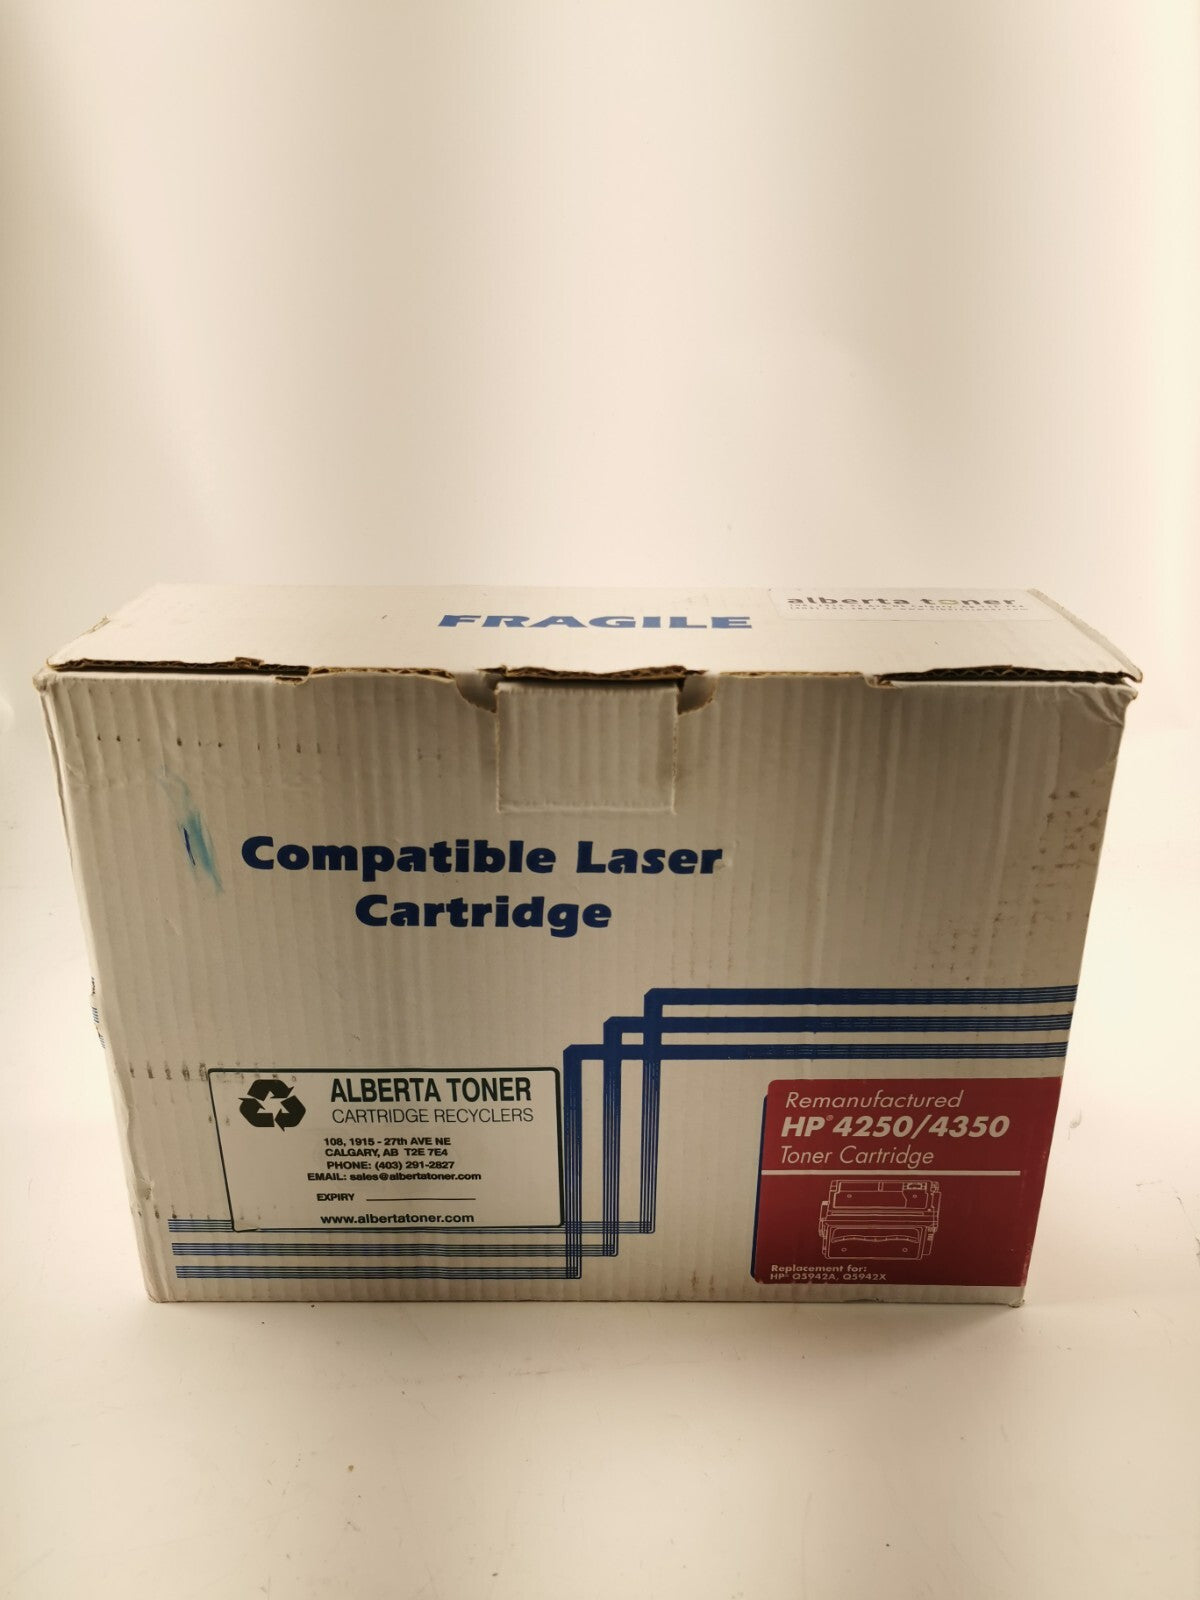 FRAGILE
alberta toner
Compatible Laser
Cartridge
ALBERTA TONER
CARTRIDGE RECYCLERS
108, 1915 - 27th AVE NE
CALGARY, AB T2E 7E4
PHONE: (403) 291-2827
EMAIL: sales@albertatoner.com
EXPIRY
www.albertatoner.com
Remanufactured
HP® 4250/4350
Toner Cartridge
Replacement for:
HP® Q5942A, Q5942X